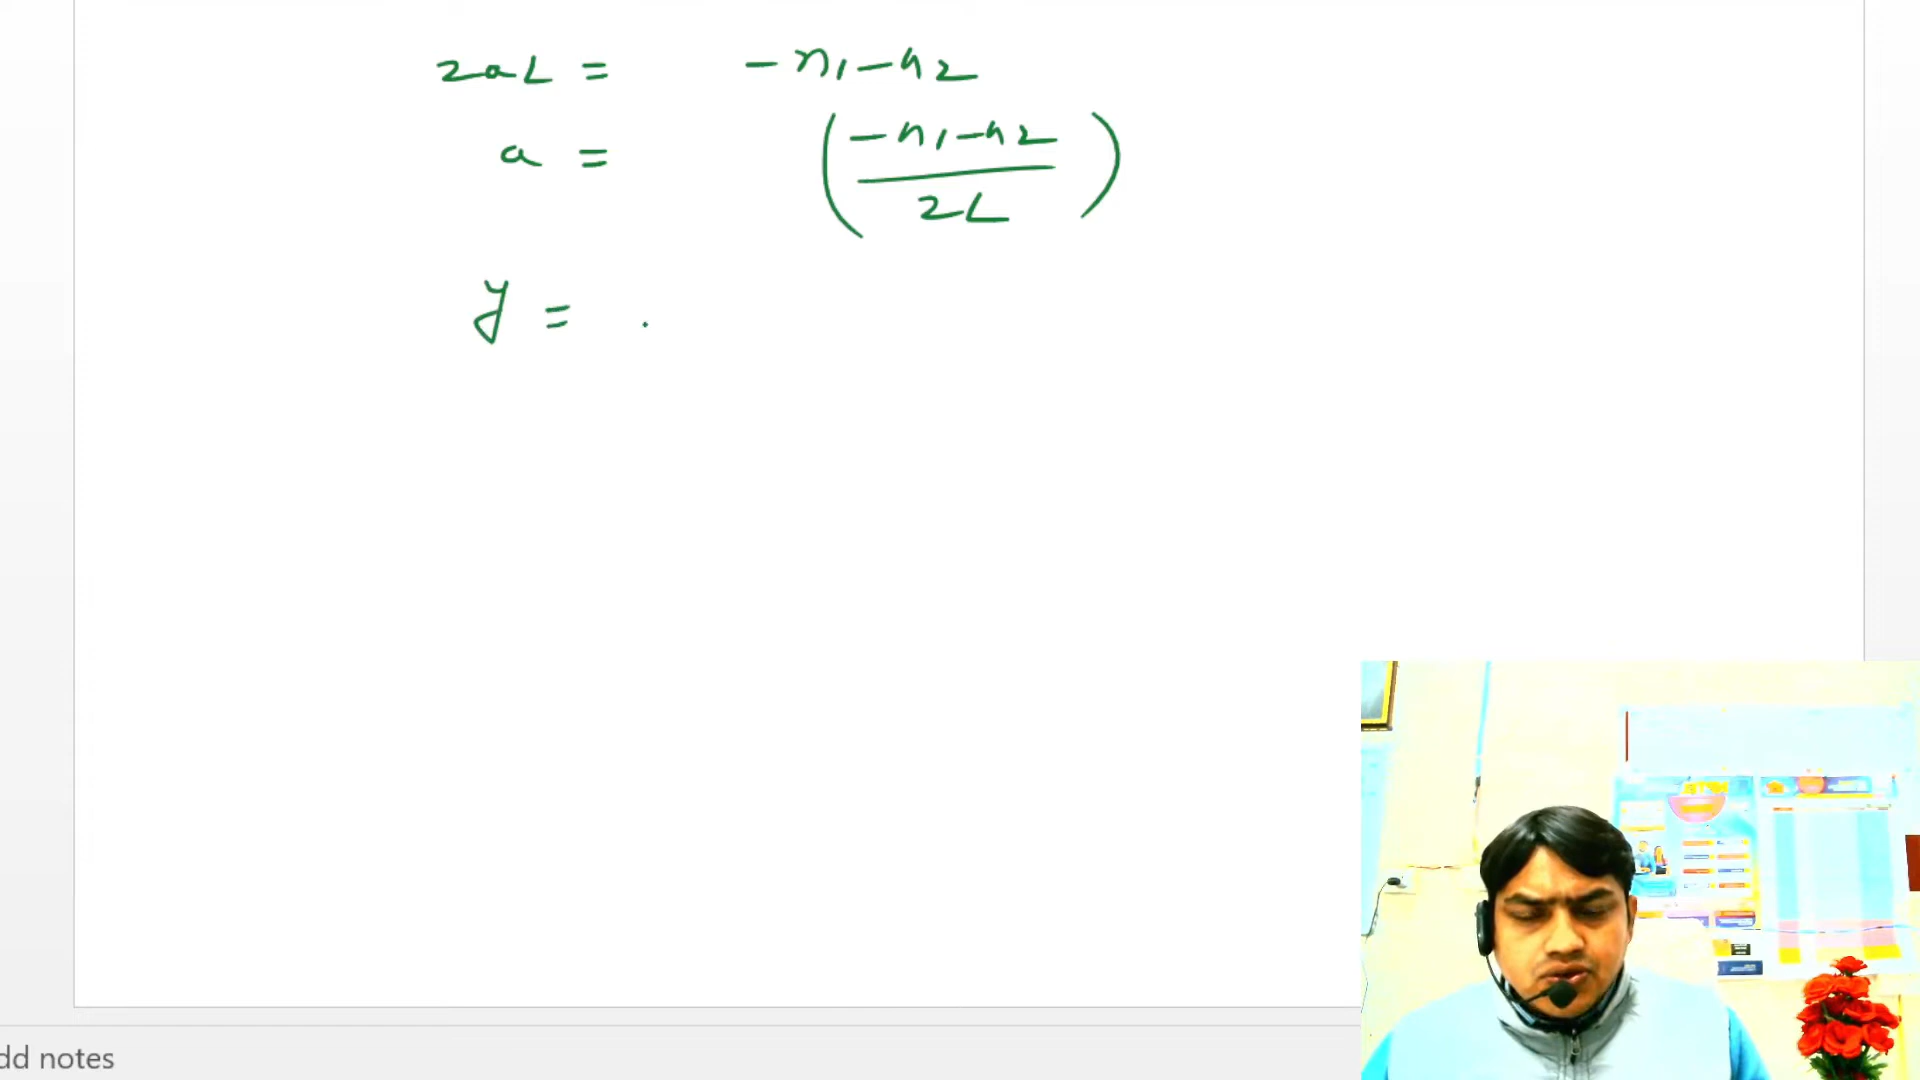 2aL = -n1-n2
a = (-n1-n2 / 2L)
y = .
dd notes